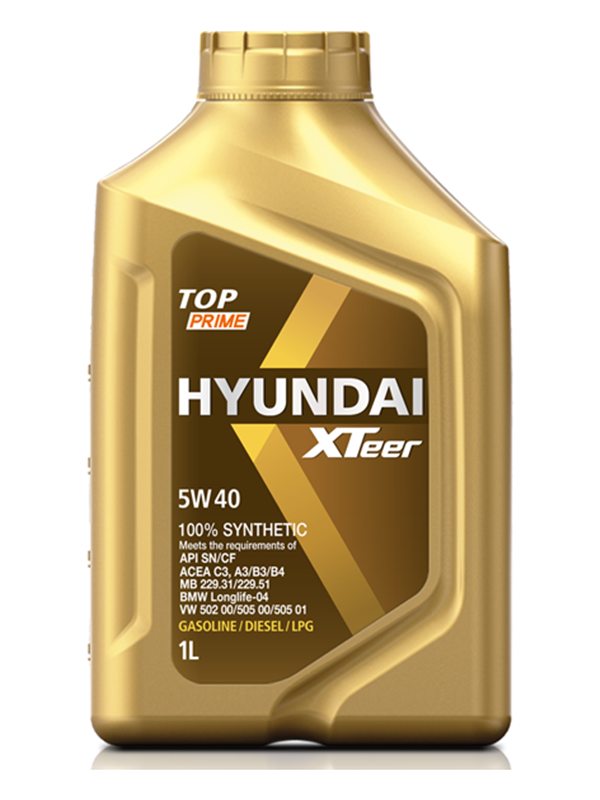 TOP
PRIME
HYUNDAI
XTeer
5W40
100% SYNTHETIC
Meets the requirements of
API SN/CF
ACEA C3, A3/B3/B4
MB 229.31/229.51
BMW Longlife-04
VW 502 00/505 00/505 01
GASOLINE / DIESEL / LPG
1L